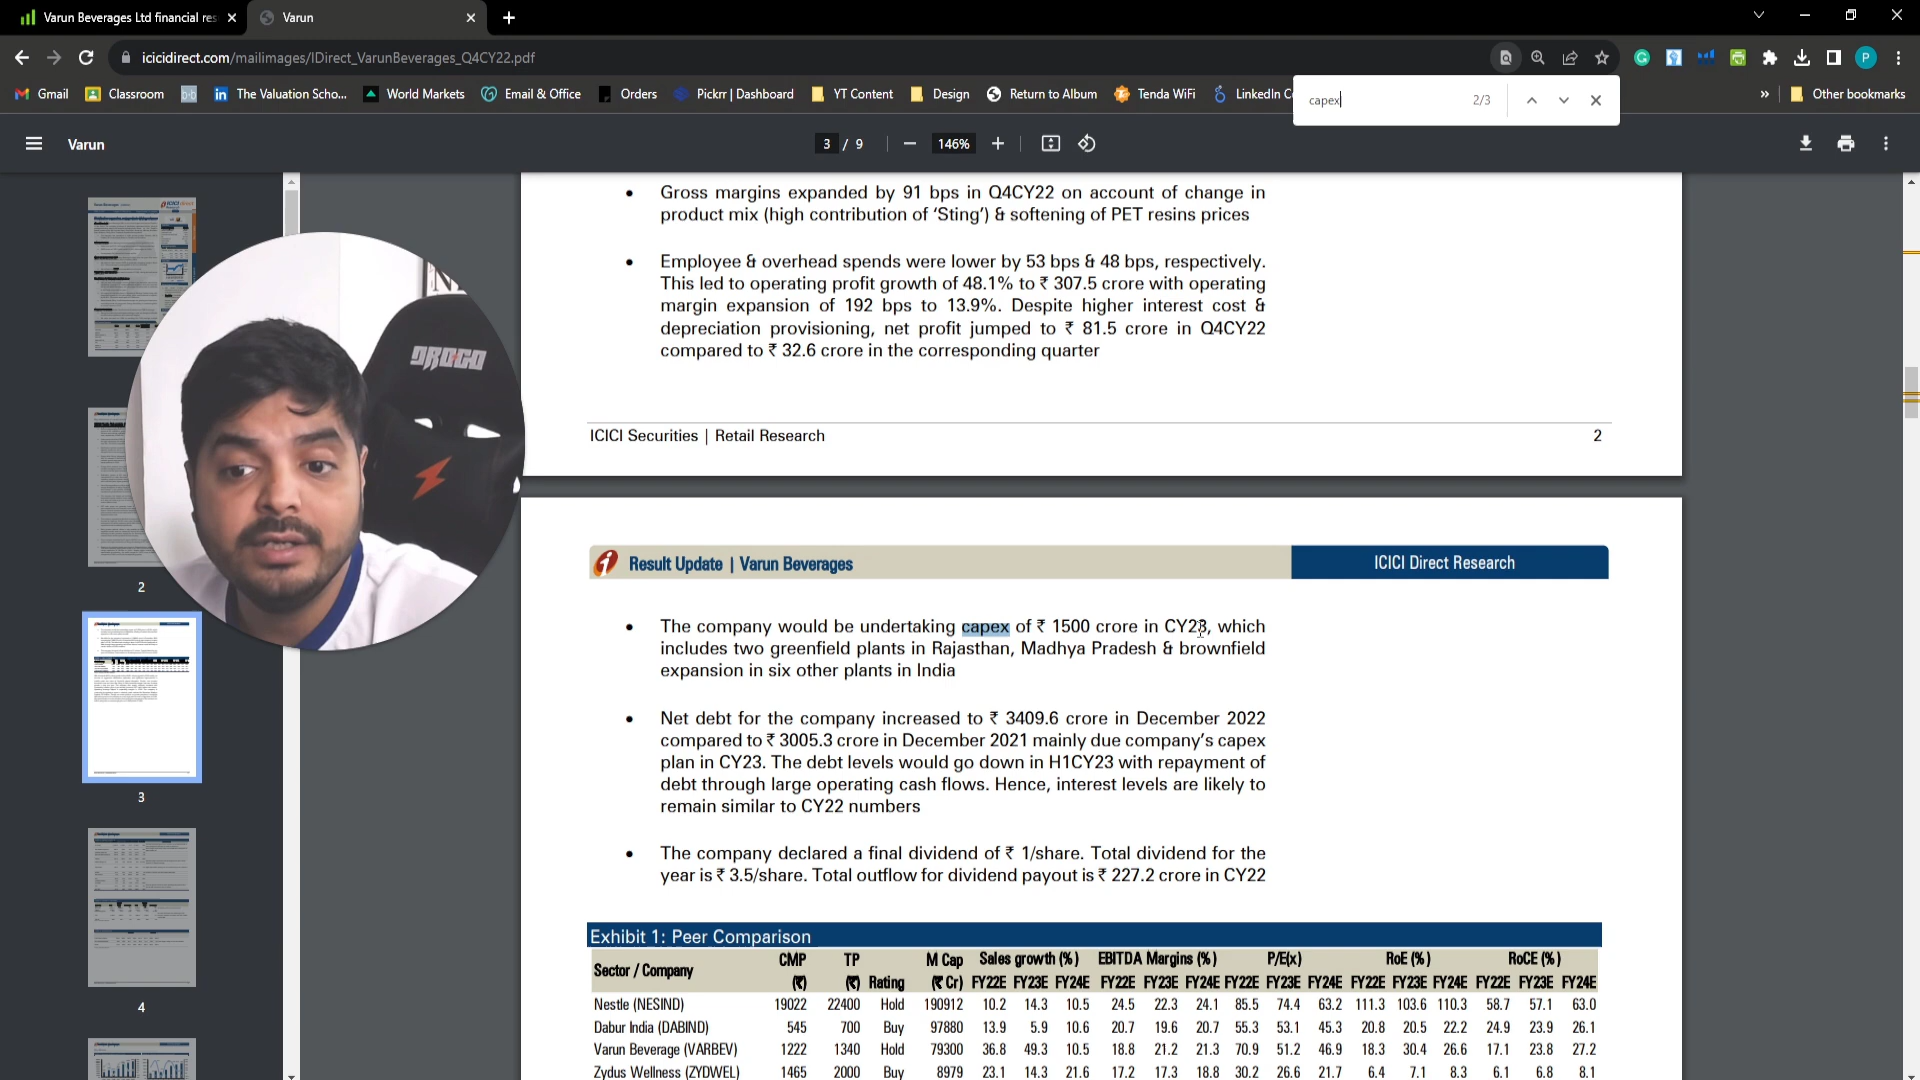 Varun Beverages Ltd financial res
Varun
icicidirect.com/mailimages/IDirect_VarunBeverages_Q4CY22.pdf
P
Gmail
Classroom
The Valuation Scho...
World Markets
Email & Office
Orders
Pickrr | Dashboard
YT Content
Design
Return to Album
Tenda WiFi
LinkedIn C
Other bookmarks
capex
2/3
Varun
3 / 9
146%
• Gross margins expanded by 91 bps in Q4CY22 on account of change in
product mix (high contribution of ‘Sting’) & softening of PET resins prices
• Employee & overhead spends were lower by 53 bps & 48 bps, respectively.
This led to operating profit growth of 48.1% to ₹ 307.5 crore with operating
margin expansion of 192 bps to 13.9%. Despite higher interest cost &
depreciation provisioning, net profit jumped to ₹ 81.5 crore in Q4CY22
compared to ₹ 32.6 crore in the corresponding quarter
ICICI Securities | Retail Research 2
DROGO
2
3
4
Result Update | Varun Beverages ICICI Direct Research
• The company would be undertaking capex of ₹ 1500 crore in CY23, which
includes two greenfield plants in Rajasthan, Madhya Pradesh & brownfield
expansion in six other plants in India
• Net debt for the company increased to ₹ 3409.6 crore in December 2022
compared to ₹ 3005.3 crore in December 2021 mainly due company’s capex
plan in CY23. The debt levels would go down in H1CY23 with repayment of
debt through large operating cash flows. Hence, interest levels are likely to
remain similar to CY22 numbers
• The company declared a final dividend of ₹ 1/share. Total dividend for the
year is ₹ 3.5/share. Total outflow for dividend payout is ₹ 227.2 crore in CY22
Exhibit 1: Peer Comparison
Sector / Company CMP TP M Cap Sales growth (%) EBITDA Margins (%) P/E(x) RoE (%) RoCE (%)
(₹) (₹) Rating (₹ Cr) FY22E FY23E FY24E FY22E FY23E FY24E FY22E FY23E FY24E FY22E FY23E FY24E FY22E FY23E FY24E
Nestle (NESIND) 19022 22400 Hold 190912 10.2 14.3 10.5 24.5 22.3 24.1 85.5 74.4 63.2 111.3 103.6 110.3 58.7 57.1 63.0
Dabur India (DABIND) 545 700 Buy 97880 13.9 5.9 10.6 20.7 19.6 20.7 55.3 53.1 45.3 20.8 20.5 22.2 24.9 23.9 26.1
Varun Beverage (VARBEV) 1222 1340 Hold 79300 36.8 49.3 10.5 18.8 21.2 21.3 70.9 51.2 46.9 18.3 30.4 26.6 17.1 23.8 27.2
Zydus Wellness (ZYDWEL) 1465 2000 Buy 8979 23.1 14.3 21.6 17.2 17.3 18.8 30.2 26.6 21.7 6.4 7.1 8.3 6.1 6.8 8.1